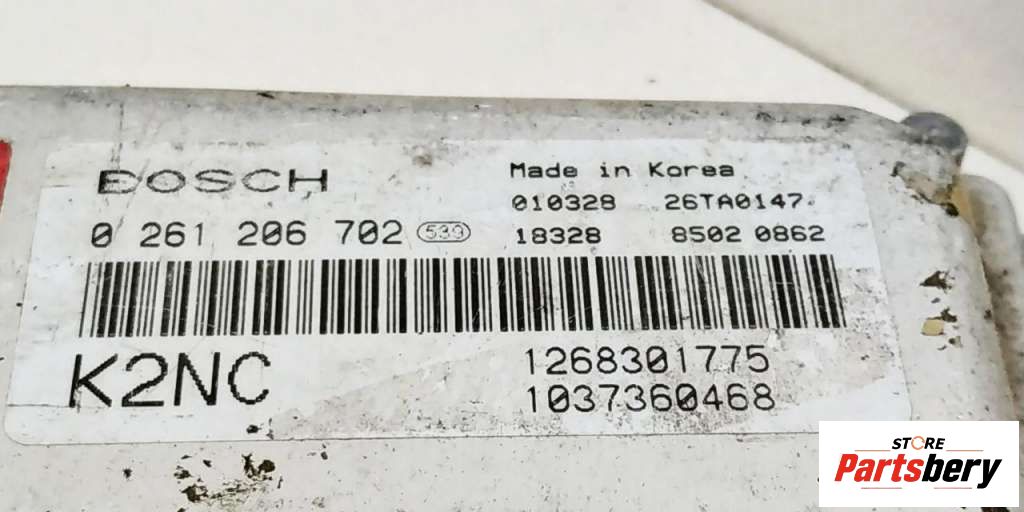 BOSCH
Made in Korea
010328 26TA0147
0 261 206 702 539
18328 8502 0862
K2NC
1268301775
1037360468
STORE
Partsbery